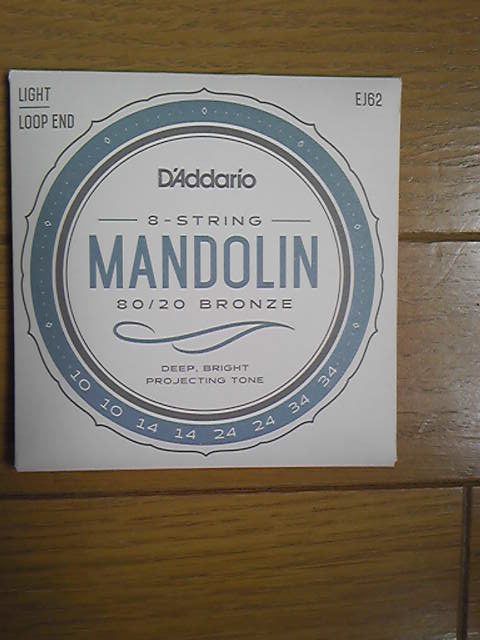 LIGHT
LOOP END
EJ62
D'Addario
8-STRING
MANDOLIN
80/20 BRONZE
DEEP, BRIGHT
PROJECTING TONE
10 10 14 14 24 24 34 34